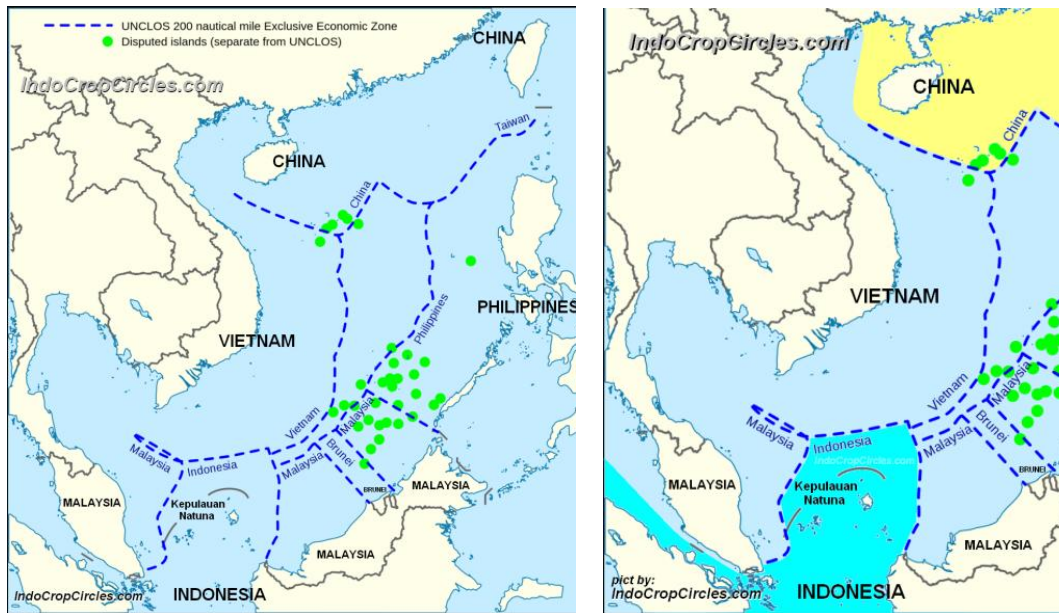 UNCLOS 200 nautical mile Exclusive Economic Zone
Disputed islands (separate from UNCLOS)
CHINA
IndoCropCircles.com
Taiwan
CHINA
China
PHILIPPINES
Philippines
VIETNAM
Vietnam
Malaysia
Malaysia
Indonesia
Malaysia
Brunei
BRUNEI
MALAYSIA
MALAYSIA
Kepulauan
Natuna
MALAYSIA
INDONESIA
IndoCropCircles.com
IndoCropCircles.com
CHINA
China
VIETNAM
Vietnam
Malaysia
Malaysia
Indonesia
IndoCropCircles.com
Malaysia
Brunei
BRUNEI
MALAYSIA
Kepulauan
Natuna
MALAYSIA
pict by:
IndoCropCircles.com
INDONESIA